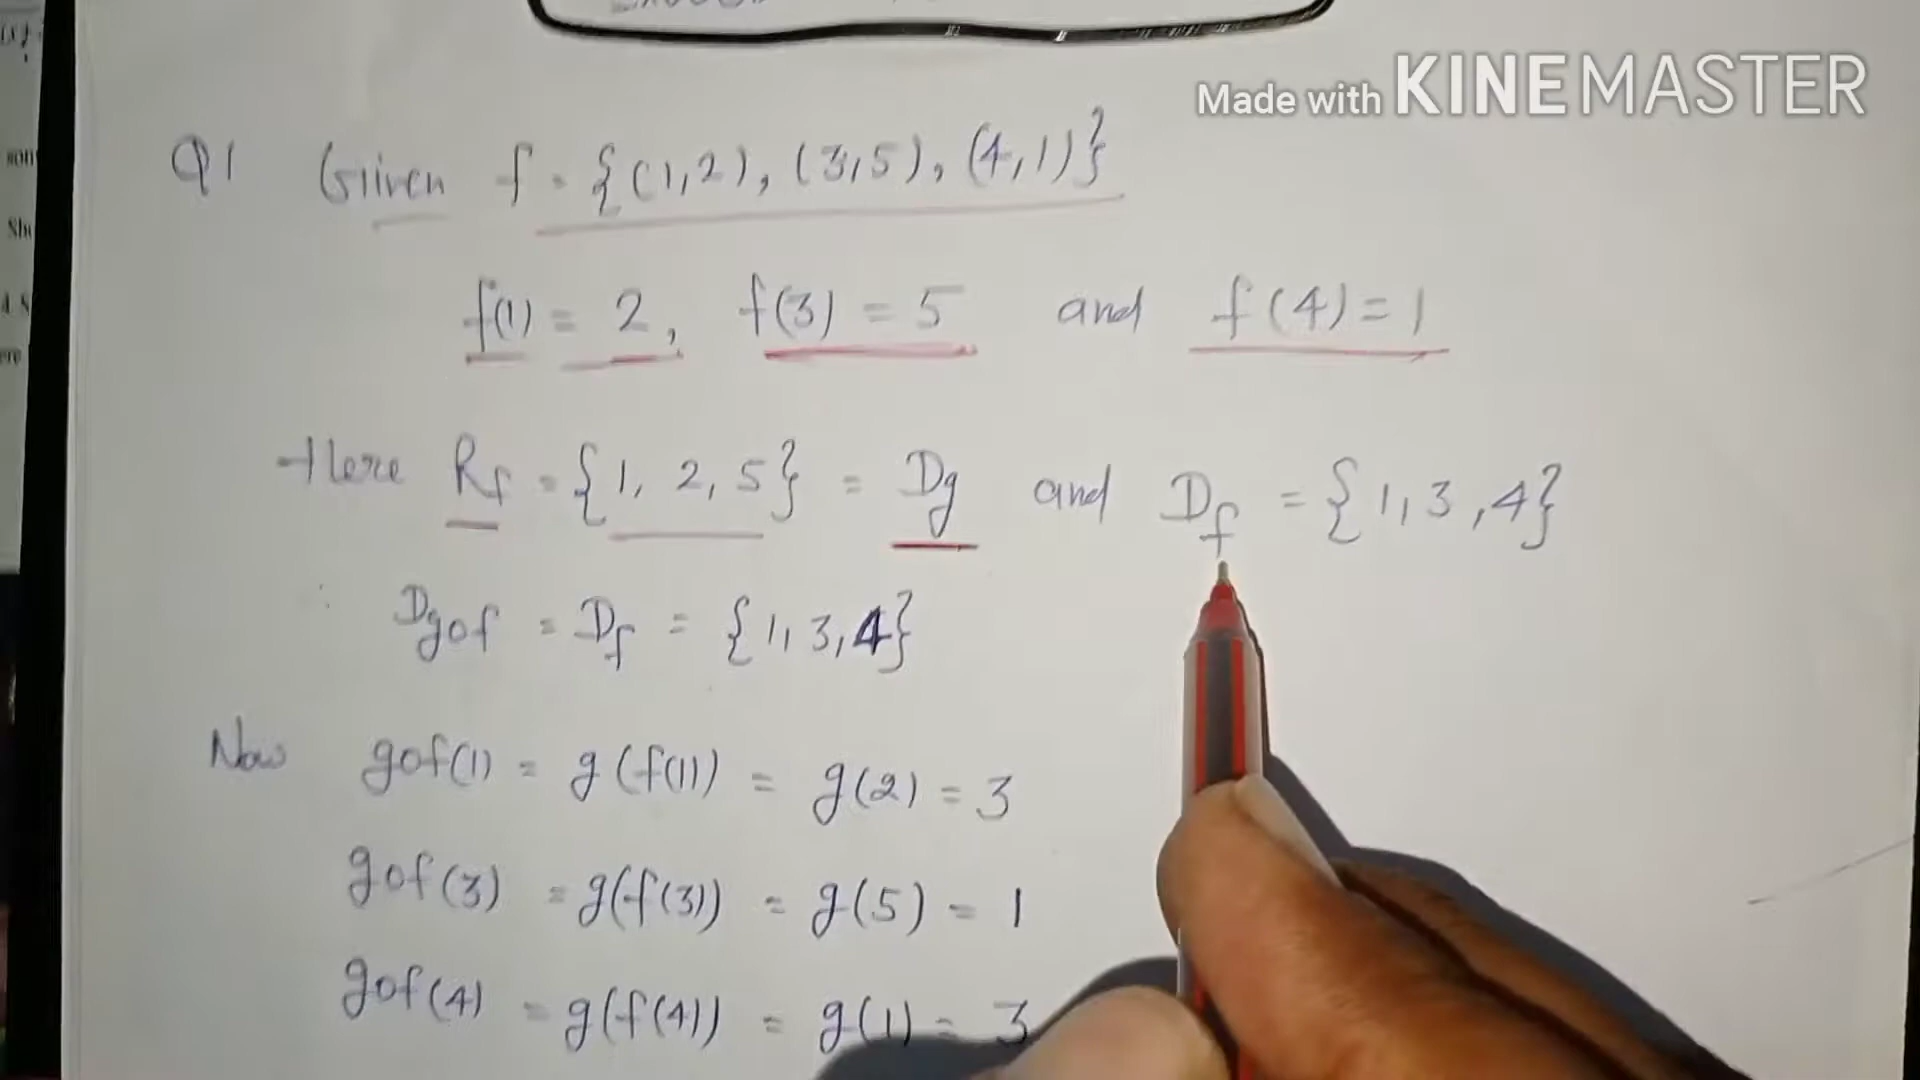 Made with KINEMASTER
Q1 Given f = {(1,2), (3,5), (4,1)}
f(1) = 2, f(3) = 5 and f(4) = 1
Here Rf = {1, 2, 5} = Dg and Df = {1, 3, 4}
∴ Dgof = Df = {1, 3, 4}
Now gof(1) = g(f(1)) = g(2) = 3
gof(3) = g(f(3)) = g(5) = 1
gof(4) = g(f(4)) = g(1) = 3